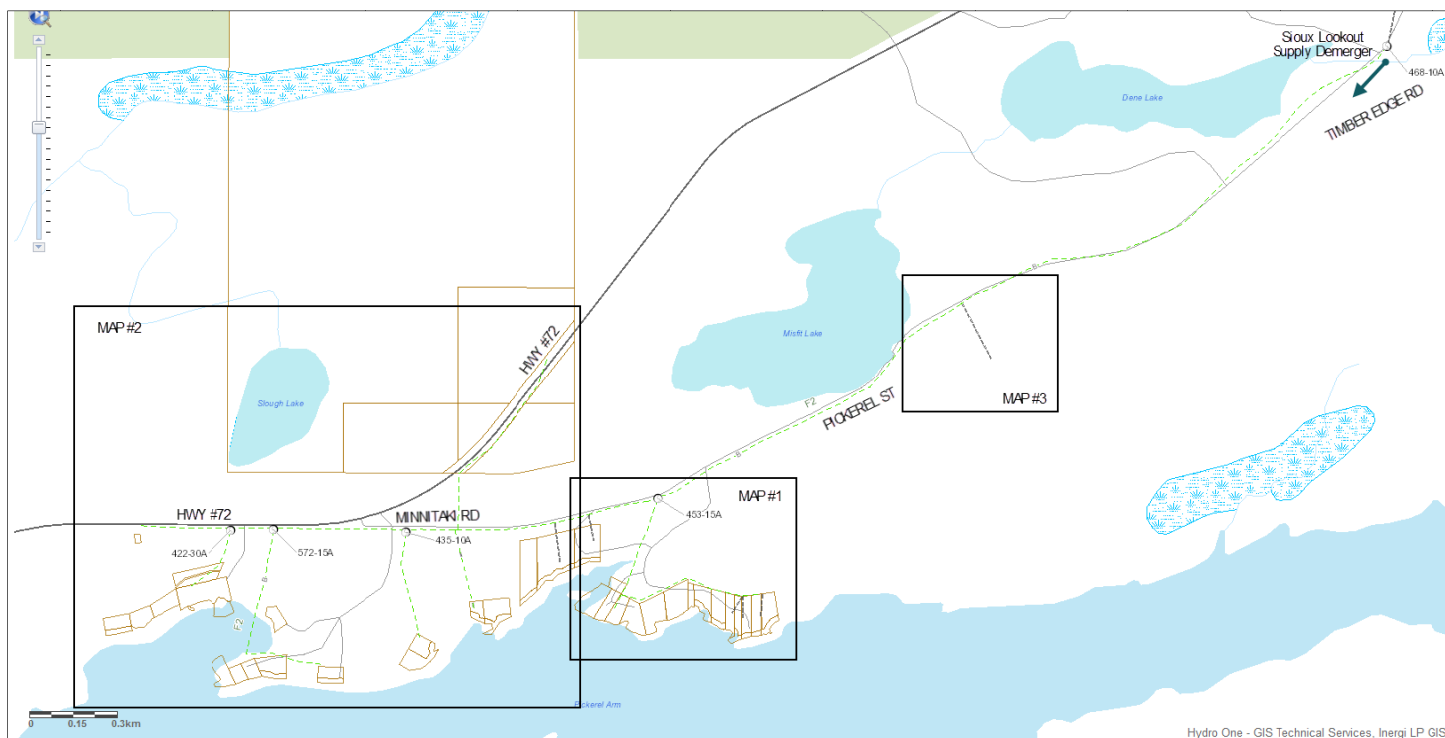 Sioux Lookout
Supply Demerger
468-10A
TIMBER EDGE RD
Diene Lake
B
MAP #2
HWY #72
Misfit Lake
MAP #3
Slough Lake
F2
PICKEREL ST
B
MAP #1
HWY #72
MINNITAKI RD
453-15A
422-30A
572-15A
435-10A
B
F2
Pickerel Arm
0 0.15 0.3km
Hydro One - GIS Technical Services, Inergi LP GIS